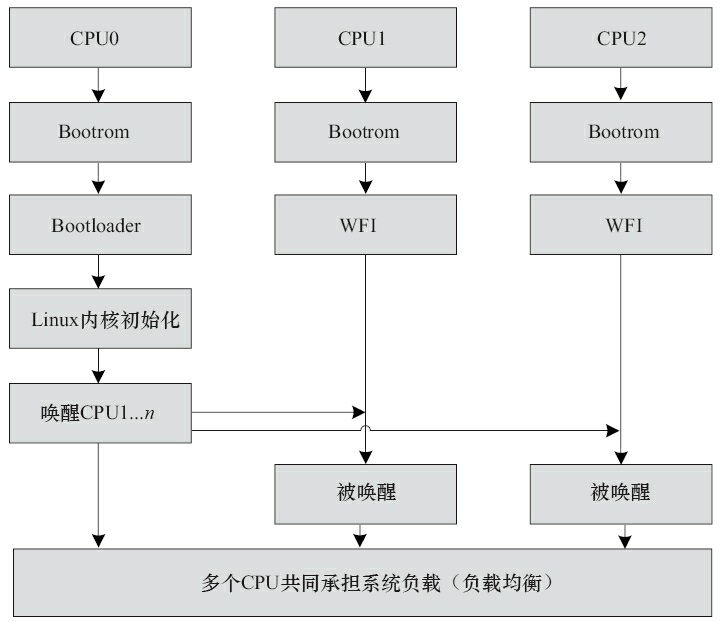 CPU0
CPU1
CPU2
Bootrom
Bootrom
Bootrom
Bootloader
WFI
WFI
Linux内核初始化
唤醒CPU1...n
被唤醒
被唤醒
多个CPU共同承担系统负载（负载均衡）